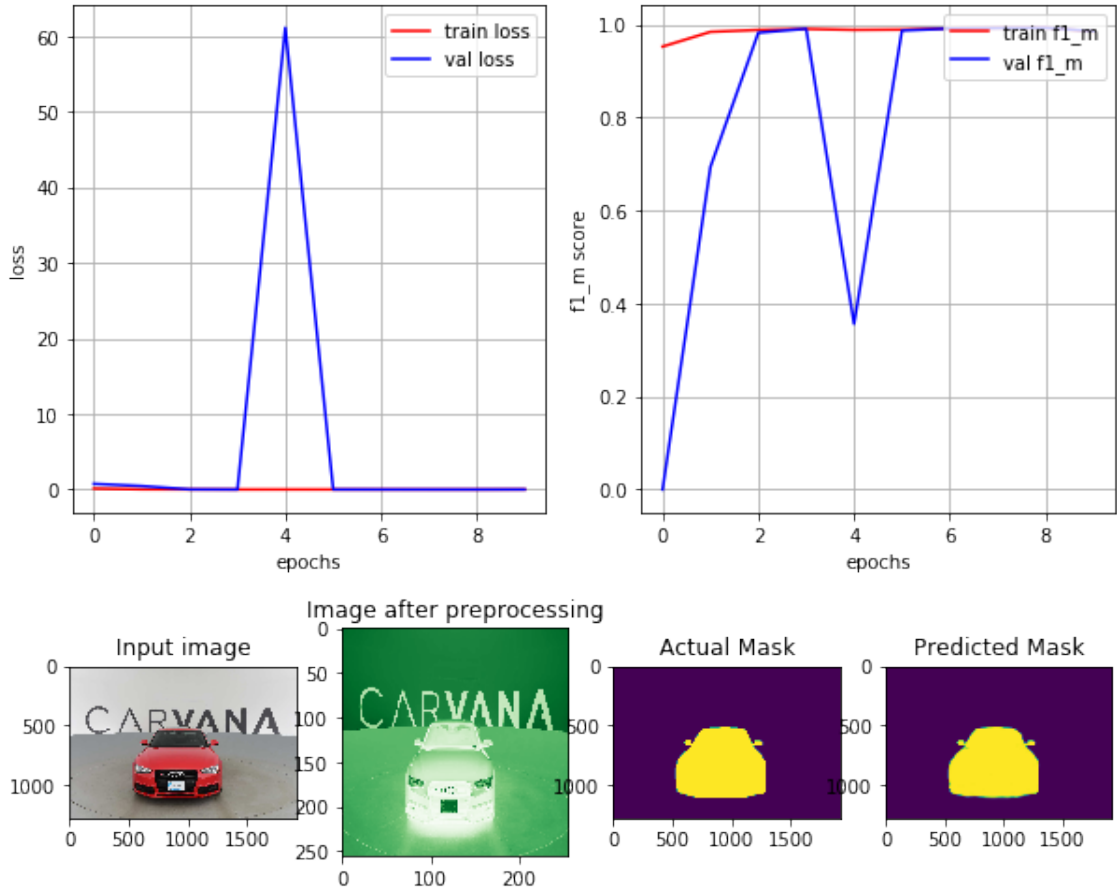 60
50
40
30
20
10
0
loss
0 2 4 6 8
epochs
train loss
val loss
1.0
0.8
0.6
0.4
0.2
0.0
f1_m score
0 2 4 6 8
epochs
train f1_m
val f1_m
Input image
0
500
1000
0 500 1000 1500
CARVANA
Image after preprocessing
0
50
100
150
200
250
0 100 200
CARVANA
Actual Mask
0
500
1000
0 500 1000 1500
Predicted Mask
0
500
1000
0 500 1000 1500